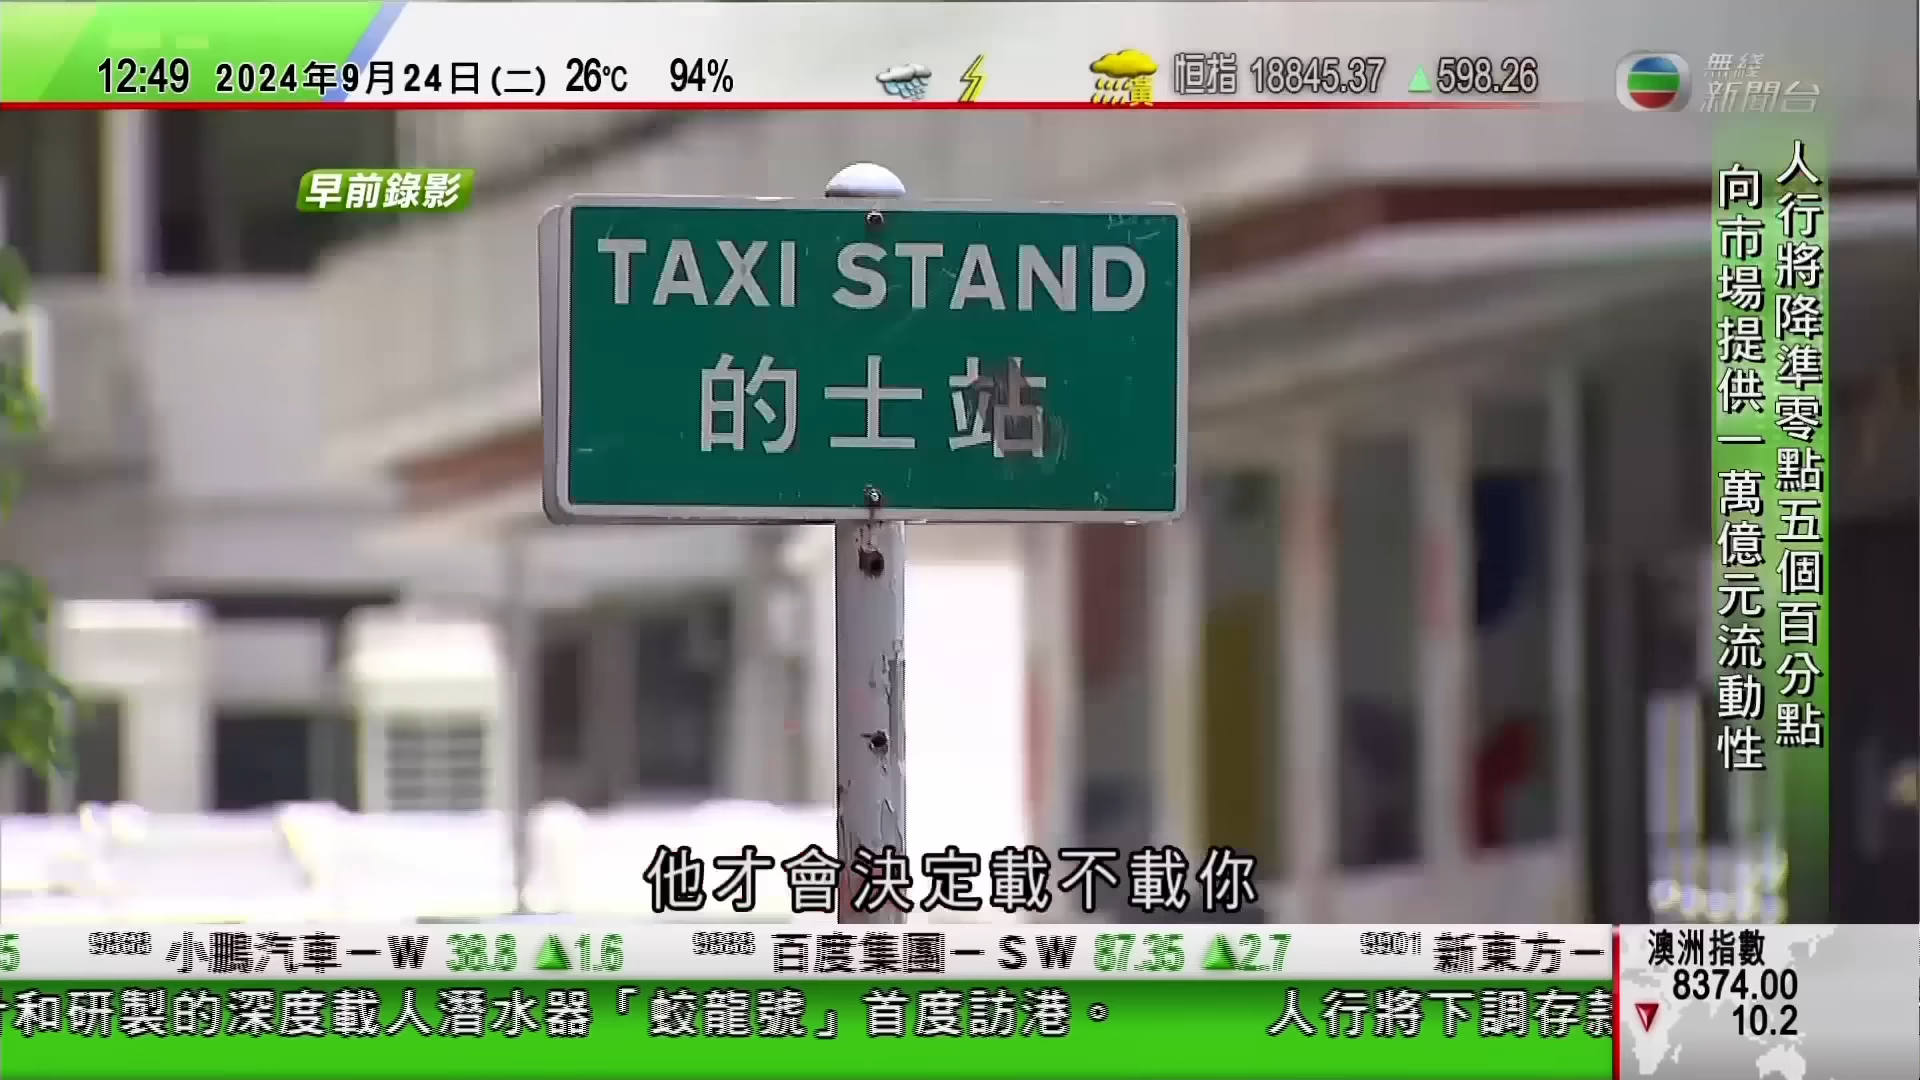 12:49 2024年9月24日(二) 26℃ 94% 黃 恒指 18845.37 ▲598.26
無綫
新聞台
早前錄影
TAXI STAND
的士站
人行將降準零點五個百分點
向市場提供一萬億元流動性
他才會決定載不載你
5 9868 小鵬汽車－W 38.8 ▲1.6 9888 百度集團－SW 87.35 ▲2.7 9901 新東方－
和研製的深度載人潛水器「蛟龍號」首度訪港。 人行將下調存款
澳洲指數
8374.00
▼ 10.2